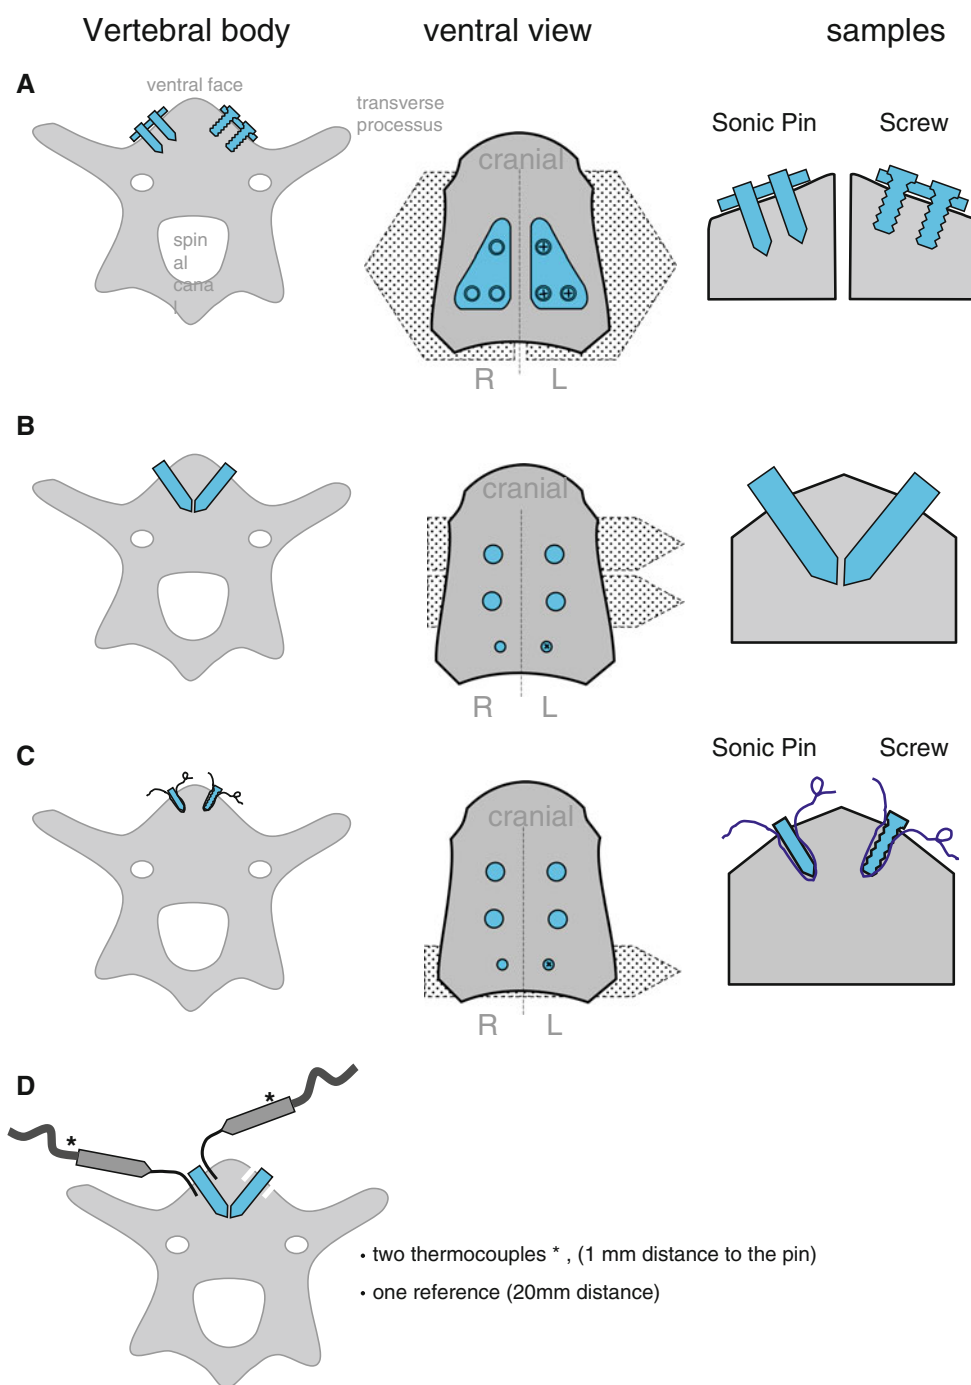 Vertebral body
ventral view
samples
A
ventral face
transverse
processus
spin
al
cana
l
cranial
R L
Sonic Pin
Screw
B
cranial
R L
C
cranial
R L
Sonic Pin
Screw
D
*
*
• two thermocouples * , (1 mm distance to the pin)
• one reference (20mm distance)